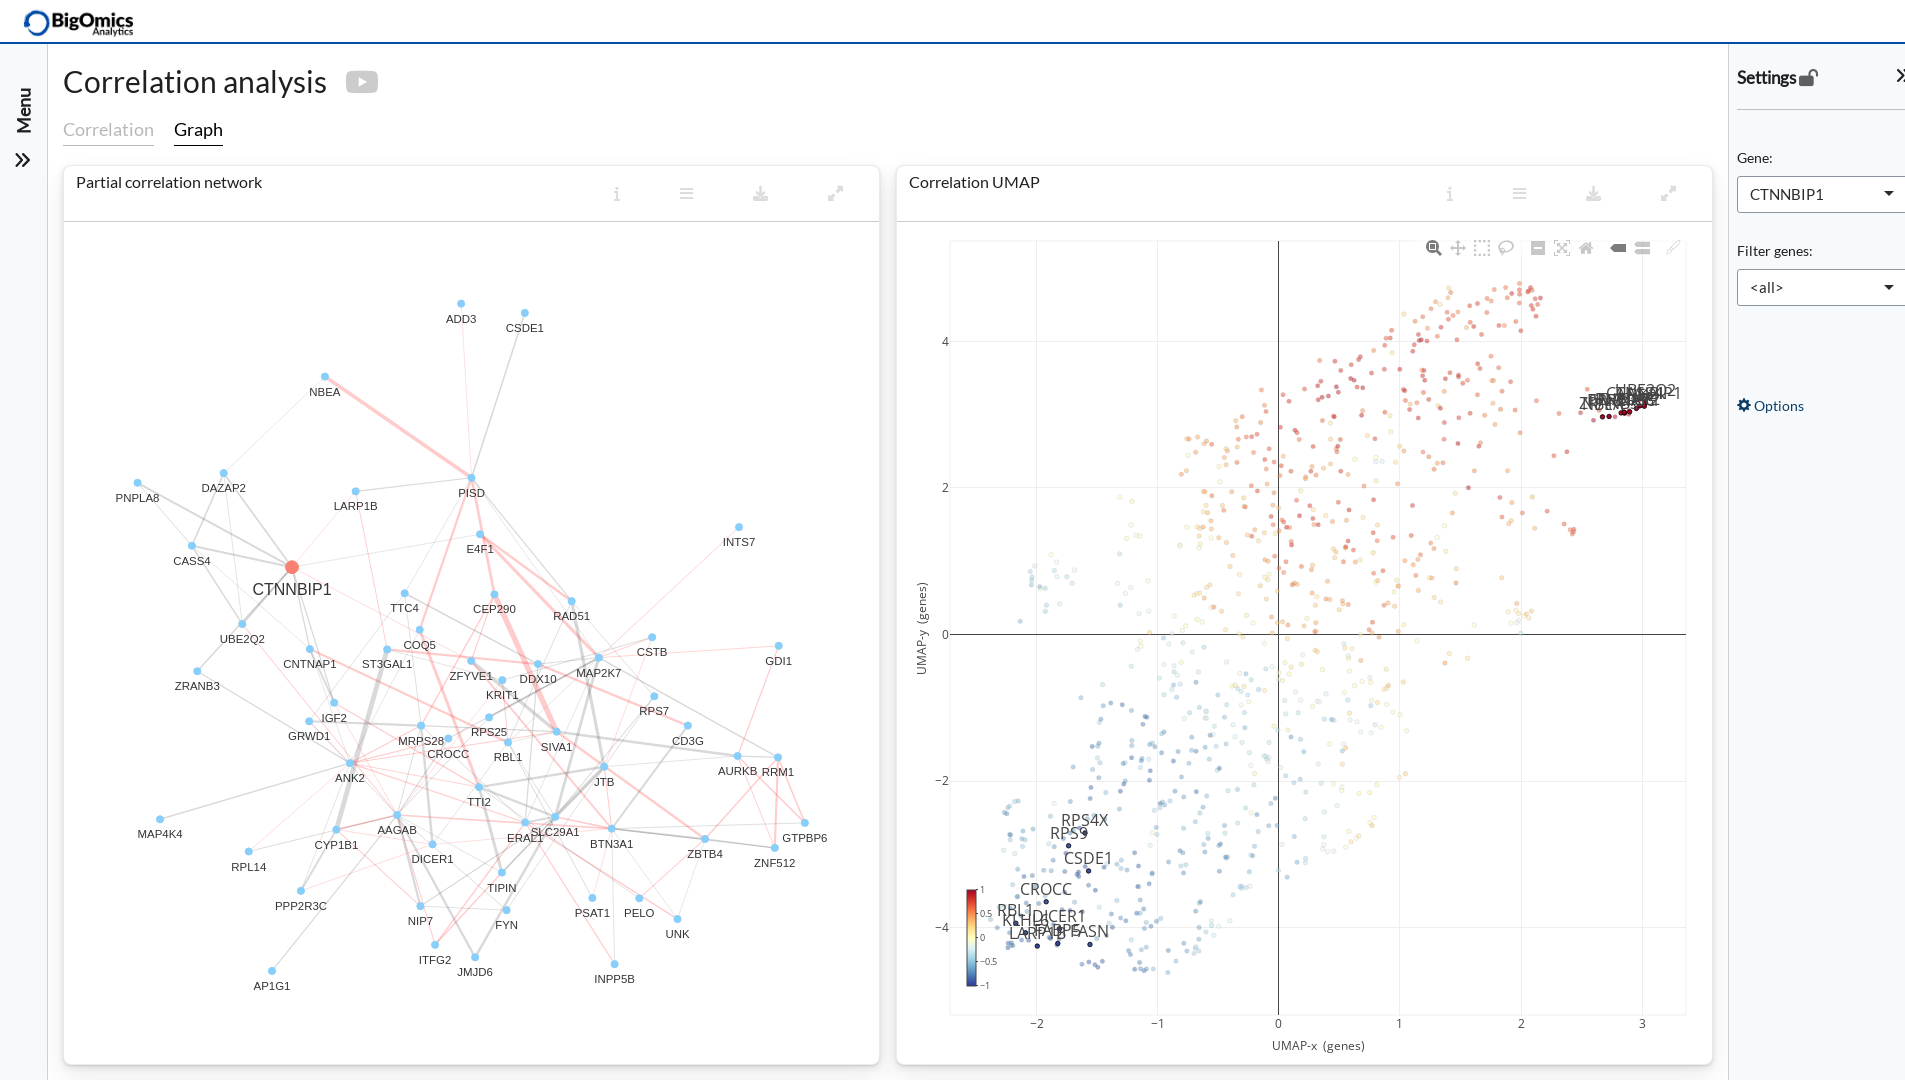 BigOmics
Analytics
Menu
Correlation analysis
Correlation
Graph
Partial correlation network
ADD3
CSDE1
NBEA
PNPLA8
DAZAP2
LARP1B
PISD
INTS7
CASS4
E4F1
CTNNBIP1
TTC4
CEP290
RAD51
UBE2Q2
COQ5
CSTB
CNTNAP1
ST3GAL1
GDI1
ZRANB3
ZFYVE1
DDX10
MAP2K7
KRIT1
RPS7
IGF2
GRWD1
RPS25
MRPS28
SIVA1
CD3G
CROCC
RBL1
AURKB
RRM1
ANK2
JTB
TTI2
MAP4K4
AAGAB
ERAL1
SLC29A1
GTPBP6
CYP1B1
BTN3A1
RPL14
DICER1
ZBTB4
ZNF512
TIPIN
PPP2R3C
NIP7
FYN
PSAT1
PELO
UNK
ITFG2
JMJD6
INPP5B
AP1G1
Correlation UMAP
4
2
0
−2
−4
UMAP-y (genes)
RPS4X
RPS9
CSDE1
CROCC
RBL1
DICER1
LARP1B
FASN
1
0.5
0
−0.5
−1
−2
−1
0
1
2
3
UMAP-x (genes)
Settings
Gene:
CTNNBIP1
Filter genes:
<all>
Options